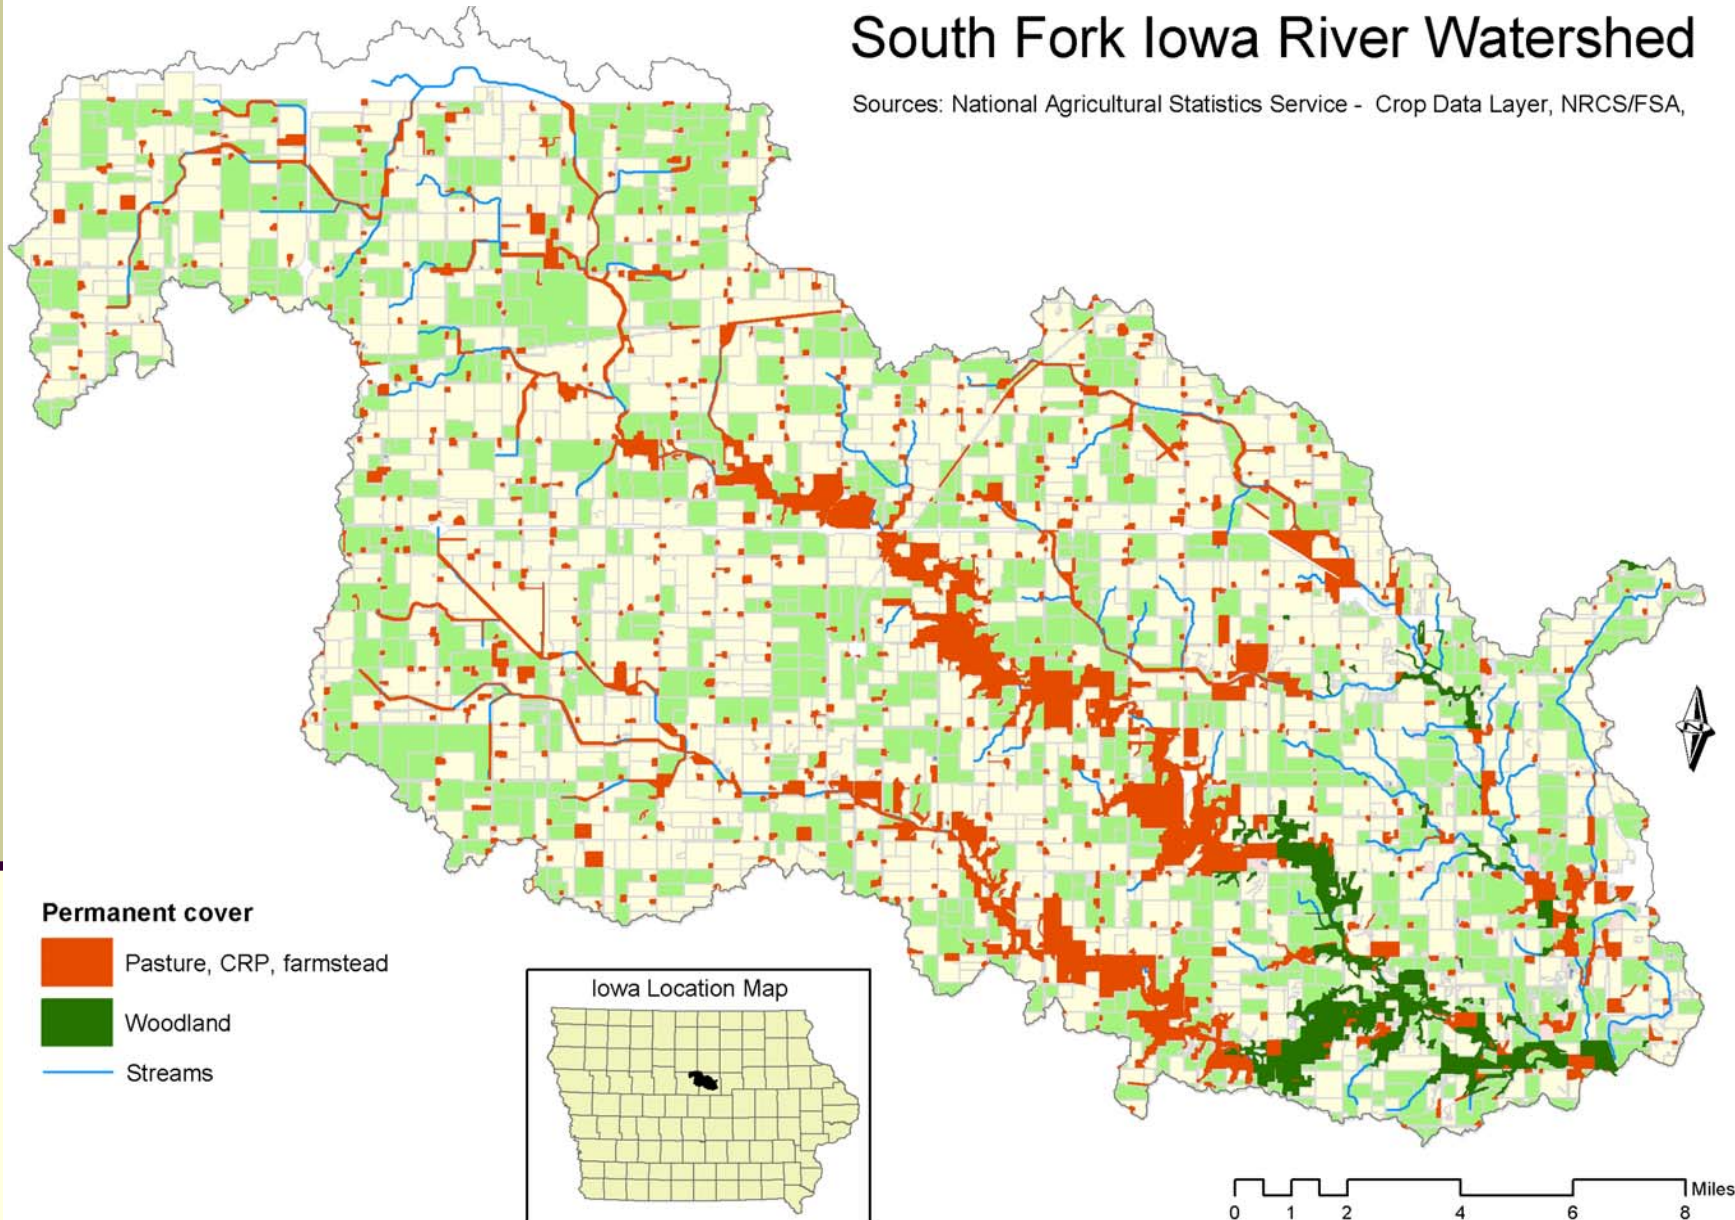 South Fork Iowa River Watershed
Sources: National Agricultural Statistics Service - Crop Data Layer, NRCS/FSA,
Permanent cover
Pasture, CRP, farmstead
Woodland
Streams
Iowa Location Map
N
Miles
0 1 2 4 6 8